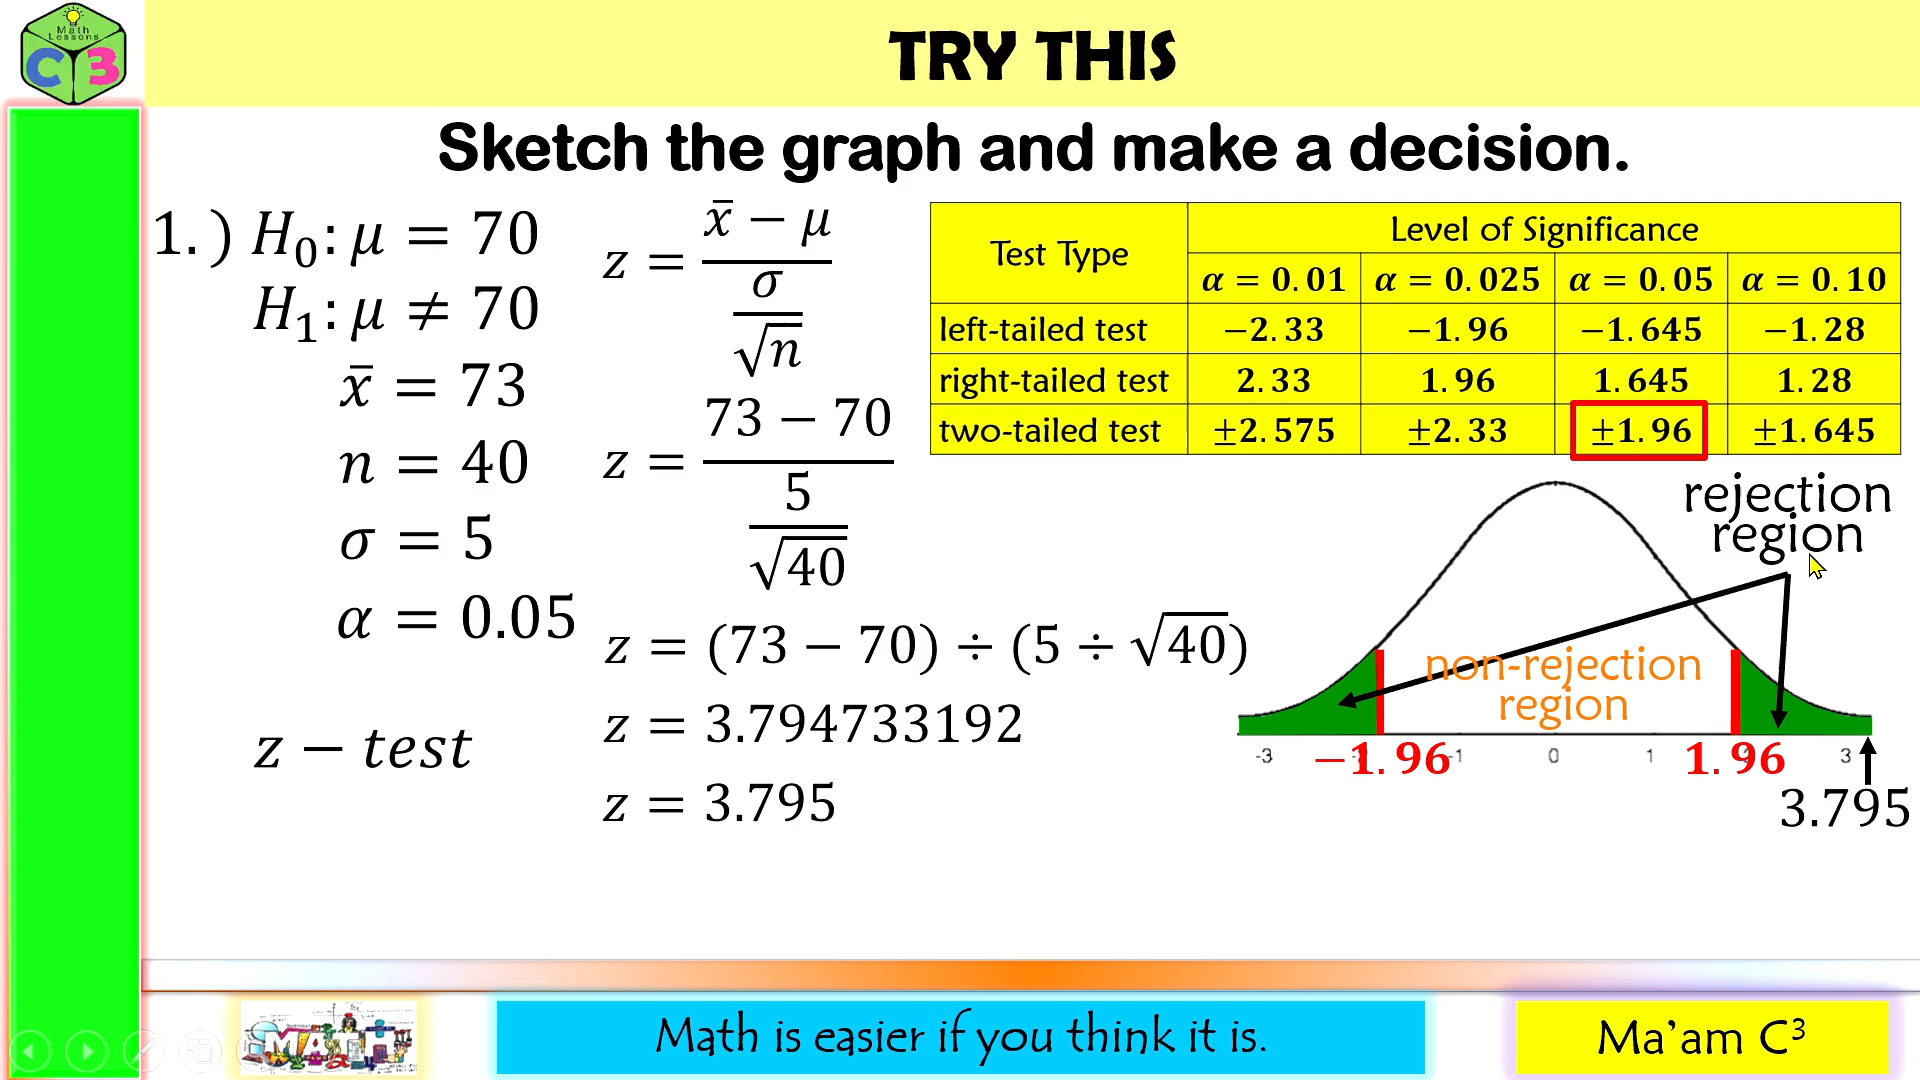 Math
Lessons
C 3
TRY THIS
Sketch the graph and make a decision.
1.) H₀: μ = 70
H₁: μ ≠ 70
x̄ = 73
n = 40
σ = 5
α = 0.05
z − test
z = (x̄ − μ) / (σ / √n)
z = (73 − 70) / (5 / √40)
z = (73 − 70) ÷ (5 ÷ √40)
z = 3.794733192
z = 3.795
Test Type Level of Significance
α = 0.01 α = 0.025 α = 0.05 α = 0.10
left-tailed test −2.33 −1.96 −1.645 −1.28
right-tailed test 2.33 1.96 1.645 1.28
two-tailed test ±2.575 ±2.33 ±1.96 ±1.645
rejection
region
non-rejection
region
-3 −1.96 -1 0 1 1.96 3
3.795
MATH
Math is easier if you think it is.
Ma'am C³